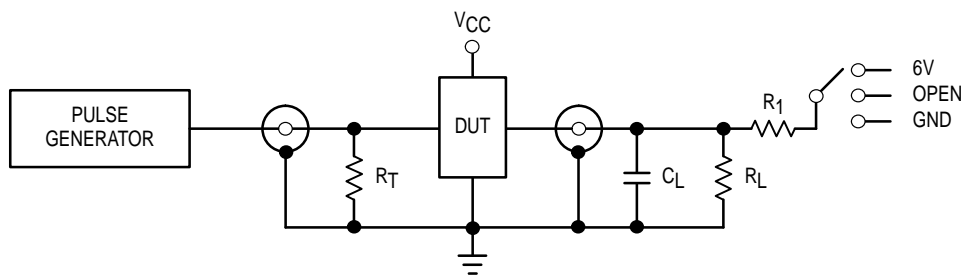 VCC
PULSE
GENERATOR
DUT
RT
CL
RL
R1
6V
OPEN
GND